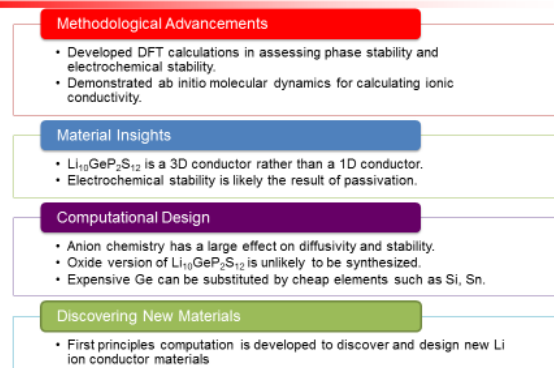 Methodological Advancements
• Developed DFT calculations in assessing phase stability and
electrochemical stability.
• Demonstrated ab initio molecular dynamics for calculating ionic
conductivity.
Material Insights
• Li₁₀GeP₂S₁₂ is a 3D conductor rather than a 1D conductor.
• Electrochemical stability is likely the result of passivation.
Computational Design
• Anion chemistry has a large effect on diffusivity and stability.
• Oxide version of Li₁₀GeP₂S₁₂ is unlikely to be synthesized.
• Expensive Ge can be substituted by cheap elements such as Si, Sn.
Discovering New Materials
• First principles computation is developed to discover and design new Li
ion conductor materials